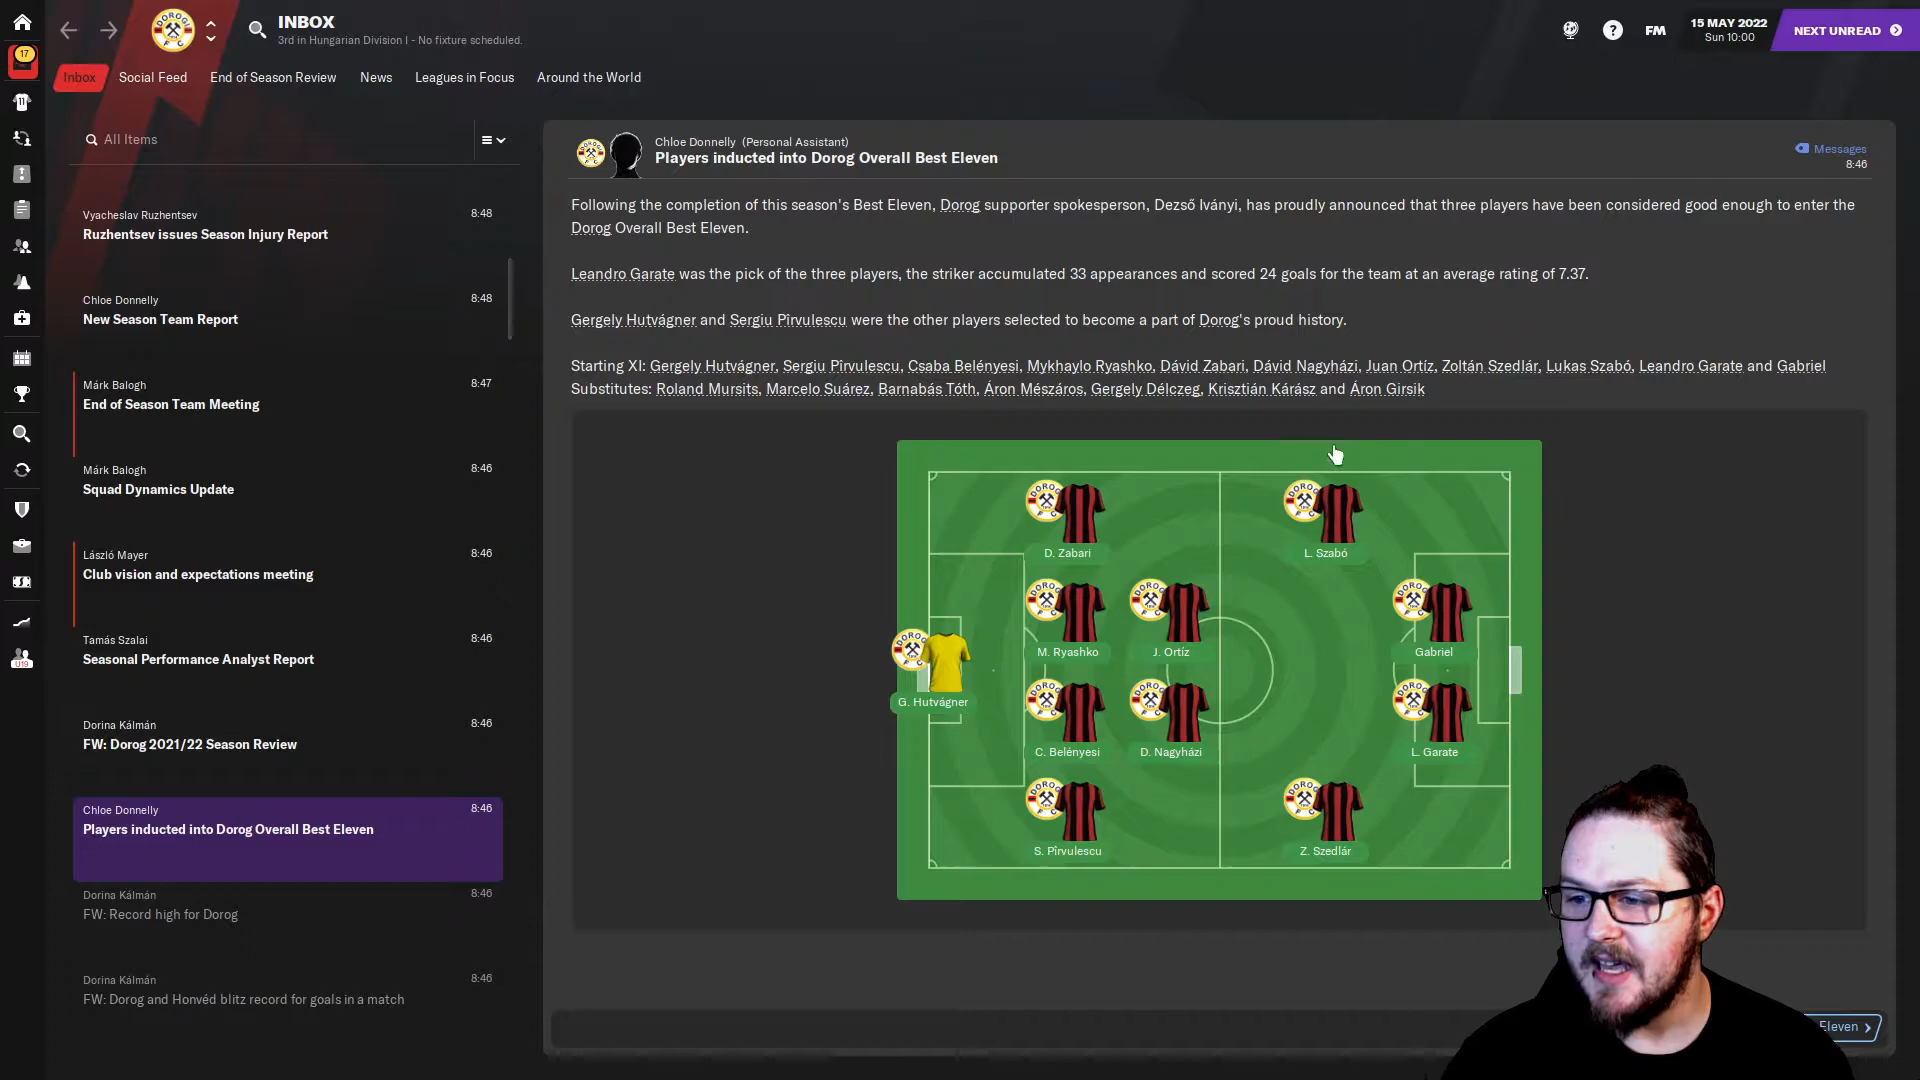 INBOX
3rd in Hungarian Division I - No fixture scheduled.
FM
15 MAY 2022
Sun 10:00
NEXT UNREAD
17
Inbox
Social Feed
End of Season Review
News
Leagues in Focus
Around the World
All Items
Vyacheslav Ruzhentsev 8:48
Ruzhentsev issues Season Injury Report
Chloe Donnelly 8:48
New Season Team Report
Márk Balogh 8:47
End of Season Team Meeting
Márk Balogh 8:46
Squad Dynamics Update
László Mayer 8:46
Club vision and expectations meeting
Tamás Szalai 8:46
Seasonal Performance Analyst Report
Dorina Kálmán 8:46
FW: Dorog 2021/22 Season Review
Chloe Donnelly 8:46
Players inducted into Dorog Overall Best Eleven
Dorina Kálmán 8:46
FW: Record high for Dorog
Dorina Kálmán 8:46
FW: Dorog and Honvéd blitz record for goals in a match
U19
Chloe Donnelly (Personal Assistant)
Players inducted into Dorog Overall Best Eleven
Messages
8:46
Following the completion of this season's Best Eleven, Dorog supporter spokesperson, Dezső Iványi, has proudly announced that three players have been considered good enough to enter the
Dorog Overall Best Eleven.
Leandro Garate was the pick of the three players, the striker accumulated 33 appearances and scored 24 goals for the team at an average rating of 7.37.
Gergely Hutvágner and Sergiu Pîrvulescu were the other players selected to become a part of Dorog's proud history.
Starting XI: Gergely Hutvágner, Sergiu Pîrvulescu, Csaba Belényesi, Mykhaylo Ryashko, Dávid Zabari, Dávid Nagyházi, Juan Ortíz, Zoltán Szedlár, Lukas Szabó, Leandro Garate and Gabriel
Substitutes: Roland Mursits, Marcelo Suárez, Barnabás Tóth, Áron Mészáros, Gergely Délczeg, Krisztián Kárász and Áron Girsik
D. Zabari
L. Szabó
M. Ryashko
J. Ortíz
Gabriel
G. Hutvágner
C. Belényesi
D. Nagyházi
L. Garate
S. Pîrvulescu
Z. Szedlár
Eleven